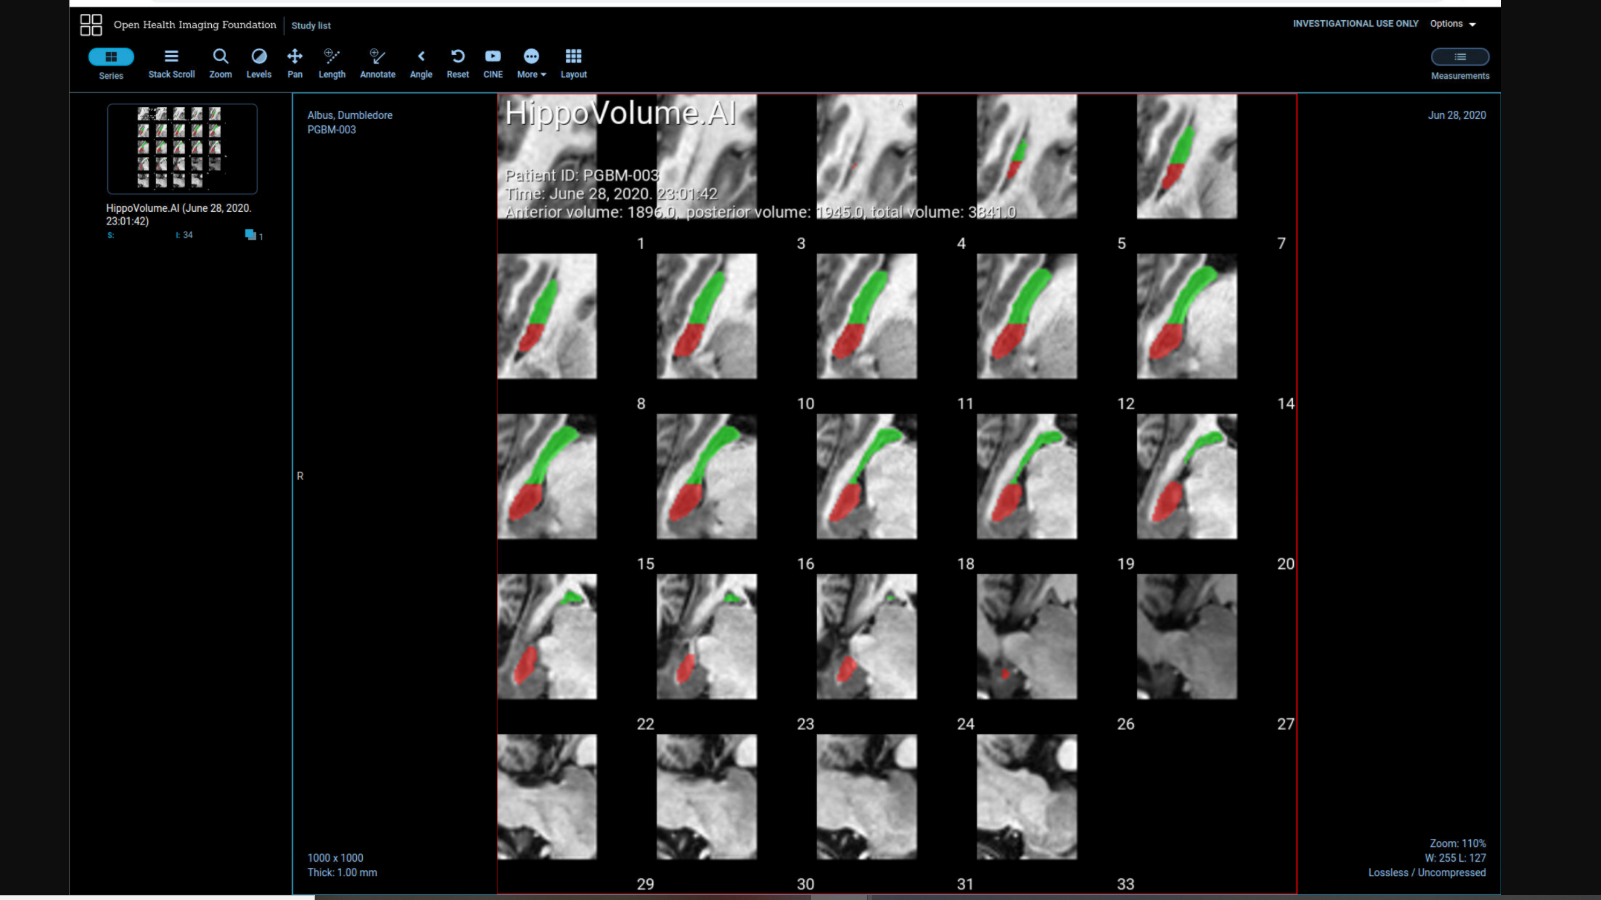 Open Health Imaging Foundation
Study list
INVESTIGATIONAL USE ONLY
Options
Series
Stack Scroll
Zoom
Levels
Pan
Length
Annotate
Angle
Reset
CINE
More
Layout
Measurements
HippoVolume.AI (June 28, 2020.
23:01:42)
S:
I: 34
1
Albus, Dumbledore
PGBM-003
Jun 28, 2020
HippoVolume.AI
Patient ID: PGBM-003
Time: June 28, 2020. 23:01:42
Anterior volume: 1896.0, posterior volume: 1945.0, total volume: 3841.0
1 3 4 5 7
8 10 11 12 14
R
15 16 18 19 20
22 23 24 26 27
29 30 31 33
1000 x 1000
Thick: 1.00 mm
Zoom: 110%
W: 255 L: 127
Lossless / Uncompressed